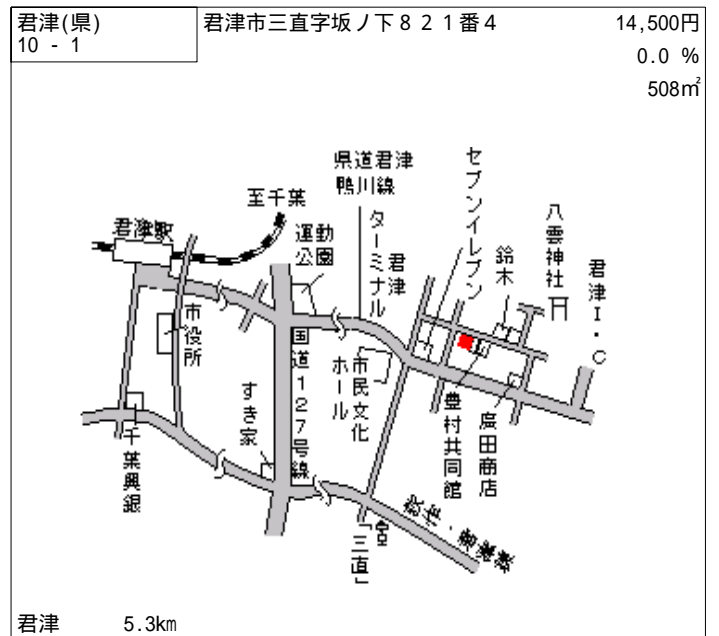 君津(県)
10 - 1
君津市三直字坂ノ下８２１番４
14,500円
0.0 %
508㎡
県道君津
鴨川線
至千葉
君津駅
運動
公園
ターミナル
君津
セブンイレブン
鈴木
八雲神社
君津I・C
市役所
国道127号線
市民文化
ホール
すき家
豊村共同館
廣田商店
千葉興銀
「三直」
君津
5.3km